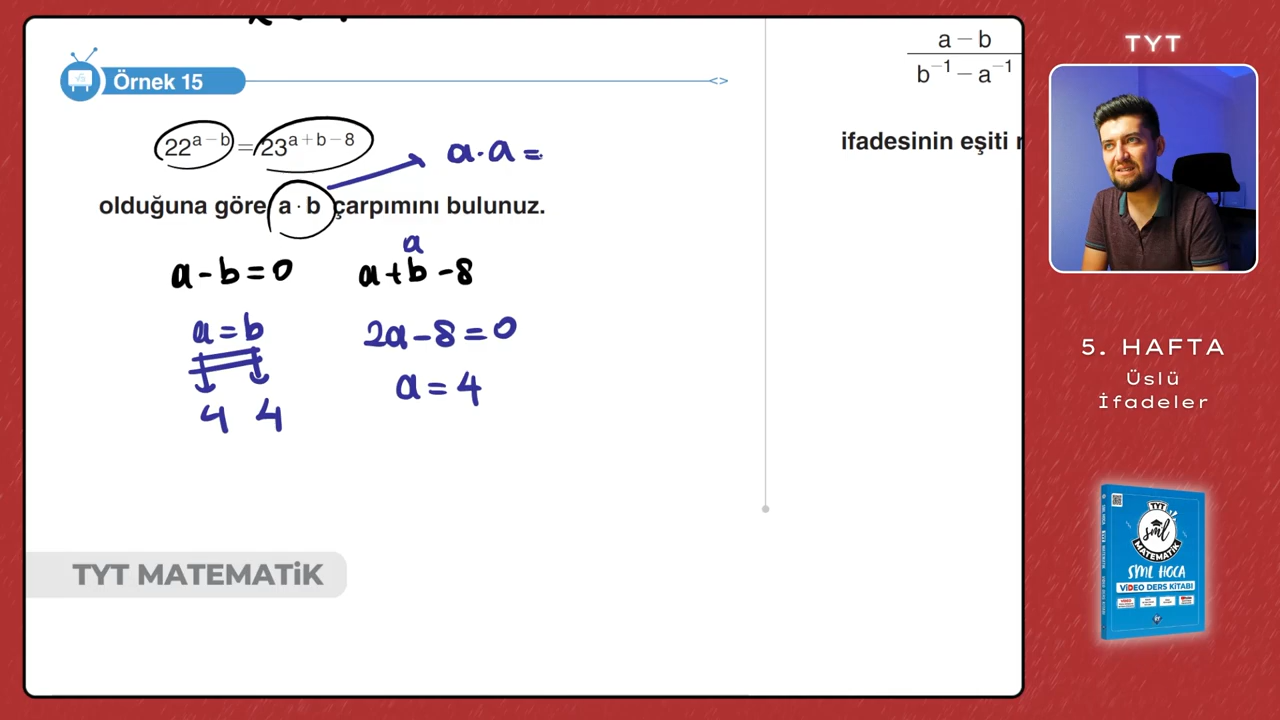 Örnek 15
22^{a-b} = 23^{a+b-8}
a·a =
olduğuna göre a · b çarpımını bulunuz.
a
a-b=0 a+b-8
a=b 2a-8=0
a=4
4 4
TYT MATEMATİK
a − b
b^{−1} − a^{−1}
ifadesinin eşiti
TYT
5. HAFTA
Üslü
İfadeler
TYT
sml
MATEMATİK
SML HOCA
VİDEO DERS KİTABI